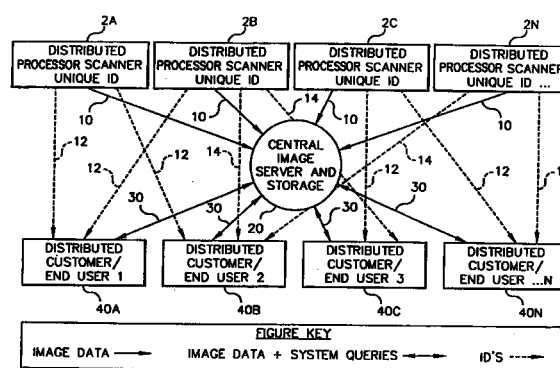 2A
2B
2C
2N
DISTRIBUTED
PROCESSOR SCANNER
UNIQUE ID
DISTRIBUTED
PROCESSOR SCANNER
UNIQUE ID
DISTRIBUTED
PROCESSOR SCANNER
UNIQUE ID
DISTRIBUTED
PROCESSOR SCANNER
UNIQUE ID ...
10
10
14
10
10
12
12
12
14
CENTRAL
IMAGE
SERVER AND
STORAGE
12
14
12
30
30
20
30
30
DISTRIBUTED
CUSTOMER/
END USER 1
DISTRIBUTED
CUSTOMER/
END USER 2
DISTRIBUTED
CUSTOMER/
END USER 3
DISTRIBUTED
CUSTOMER/
END USER ...N
40A
40B
40C
40N
FIGURE KEY
IMAGE DATA
IMAGE DATA + SYSTEM QUERIES
ID'S